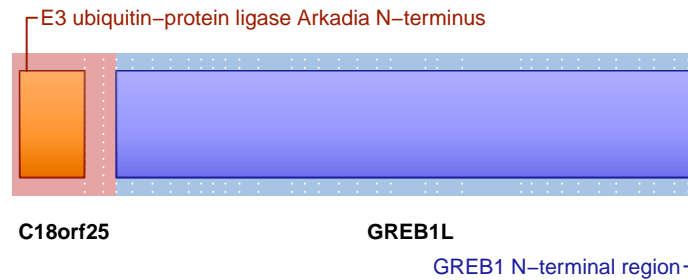 E3 ubiquitin−protein ligase Arkadia N−terminus
C18orf25 GREB1L
GREB1 N−terminal region